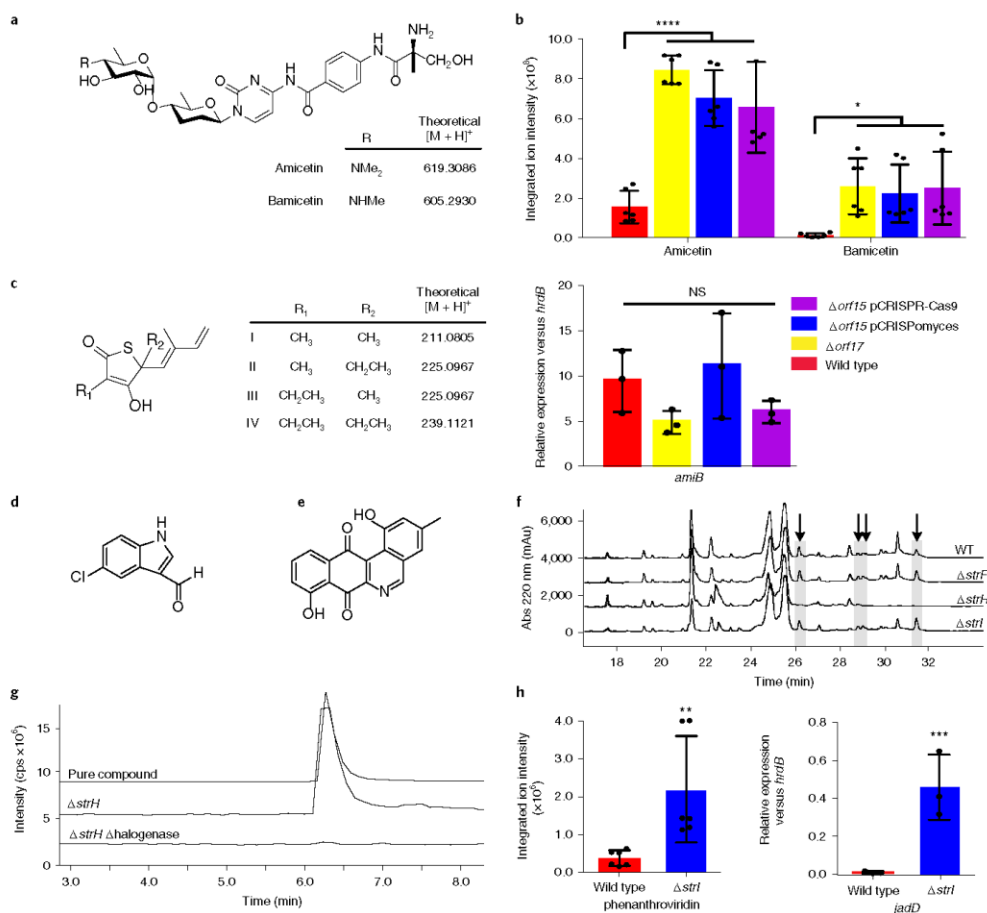 a
NH₂
R
HO
HO
OH
O
O
O
N
O
N
NH
O
NH
O
CH₂OH
R Theoretical [M + H]⁺
Amicetin NMe₂ 619.3086
Bamicetin NHMe 605.2930
b
****
*
Integrated ion intensity (×10⁶)
10.0
8.0
6.0
4.0
2.0
0.0
Amicetin Bamicetin
c
O
S
R₂
R₁
OH
R₁ R₂ Theoretical [M + H]⁺
I CH₃ CH₃ 211.0805
II CH₃ CH₂CH₃ 225.0967
III CH₂CH₃ CH₃ 225.0967
IV CH₂CH₃ CH₂CH₃ 239.1121
Relative expression versus hrdB
20
15
10
5
0
NS
amiB
Δorf15 pCRISPR-Cas9
Δorf15 pCRISPomyces
Δorf17
Wild type
d
H
N
Cl
H
O
e
HO
O
N
O
OH
f
Abs 220 nm (mAu)
6,000
4,000
2,000
0
WT
ΔstrF
ΔstrH
ΔstrI
18 20 22 24 26 28 30 32
Time (min)
g
Intensity (cps ×10⁶)
15
10
5
0
Pure compound
ΔstrH
ΔstrH Δhalogenase
3.0 4.0 5.0 6.0 7.0 8.0
Time (min)
h
Integrated ion intensity (×10⁶)
4.0
3.0
2.0
1.0
0
**
Wild type ΔstrI
phenanthroviridin
Relative expression versus hrdB
0.8
0.6
0.4
0.2
0.0
***
Wild type ΔstrI
jadD